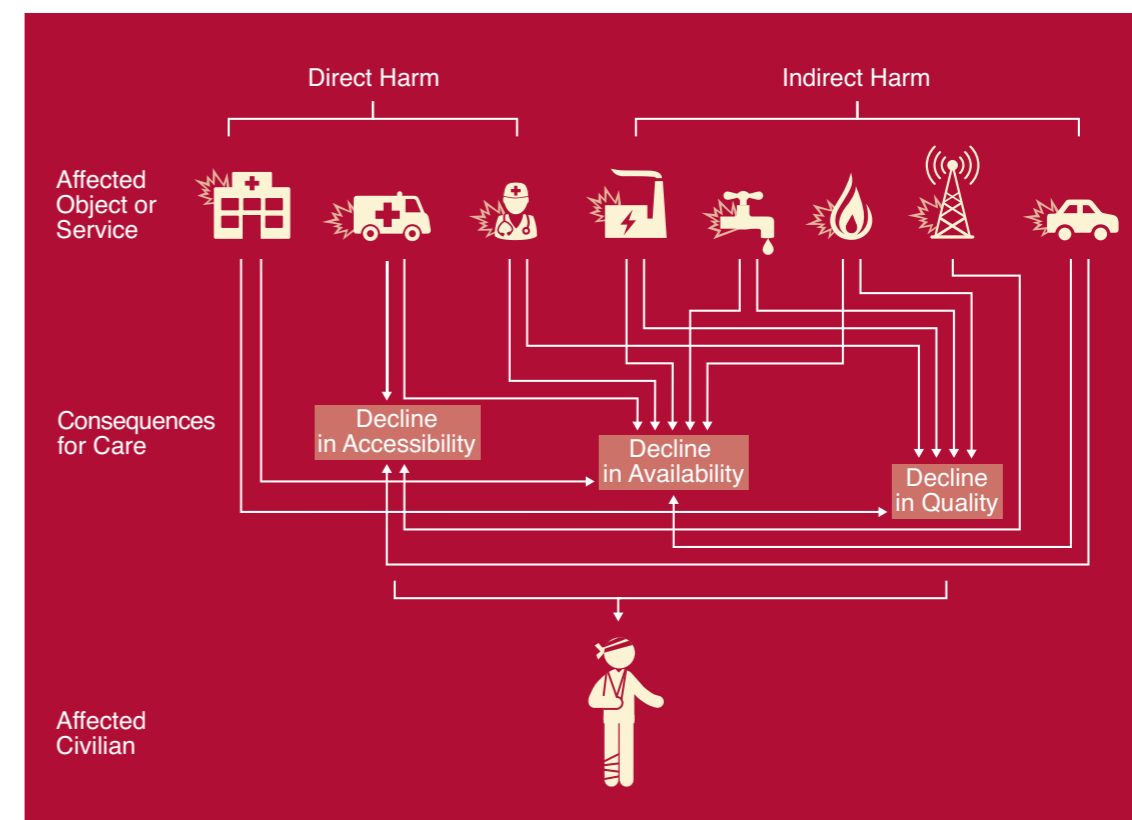 Direct Harm
Indirect Harm
Affected
Object or
Service
Consequences
for Care
Decline
in Accessibility
Decline
in Availability
Decline
in Quality
Affected
Civilian